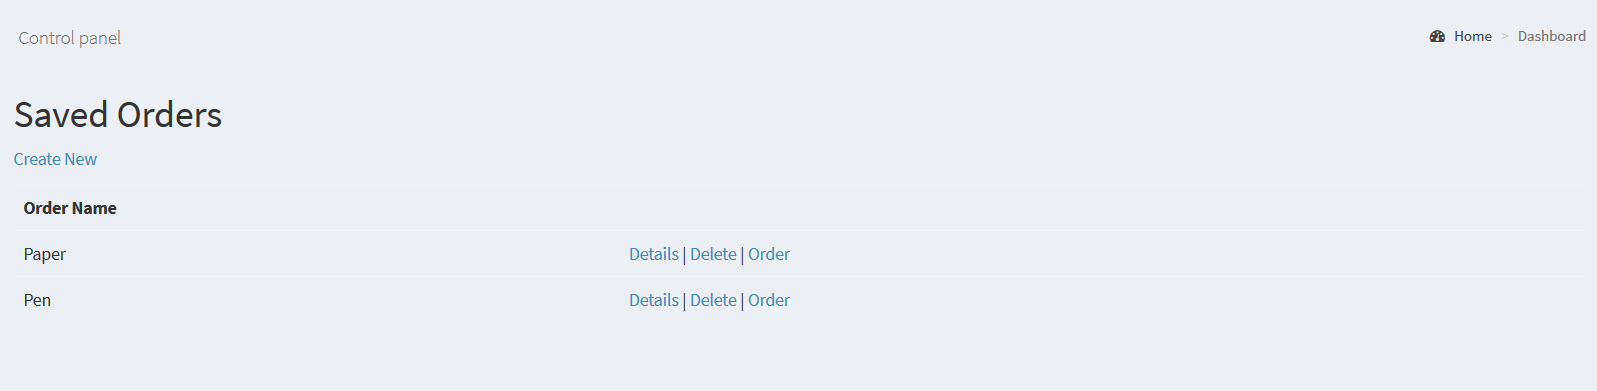 Control panel
Home > Dashboard
Saved Orders
Create New
Order Name
Paper Details | Delete | Order
Pen Details | Delete | Order